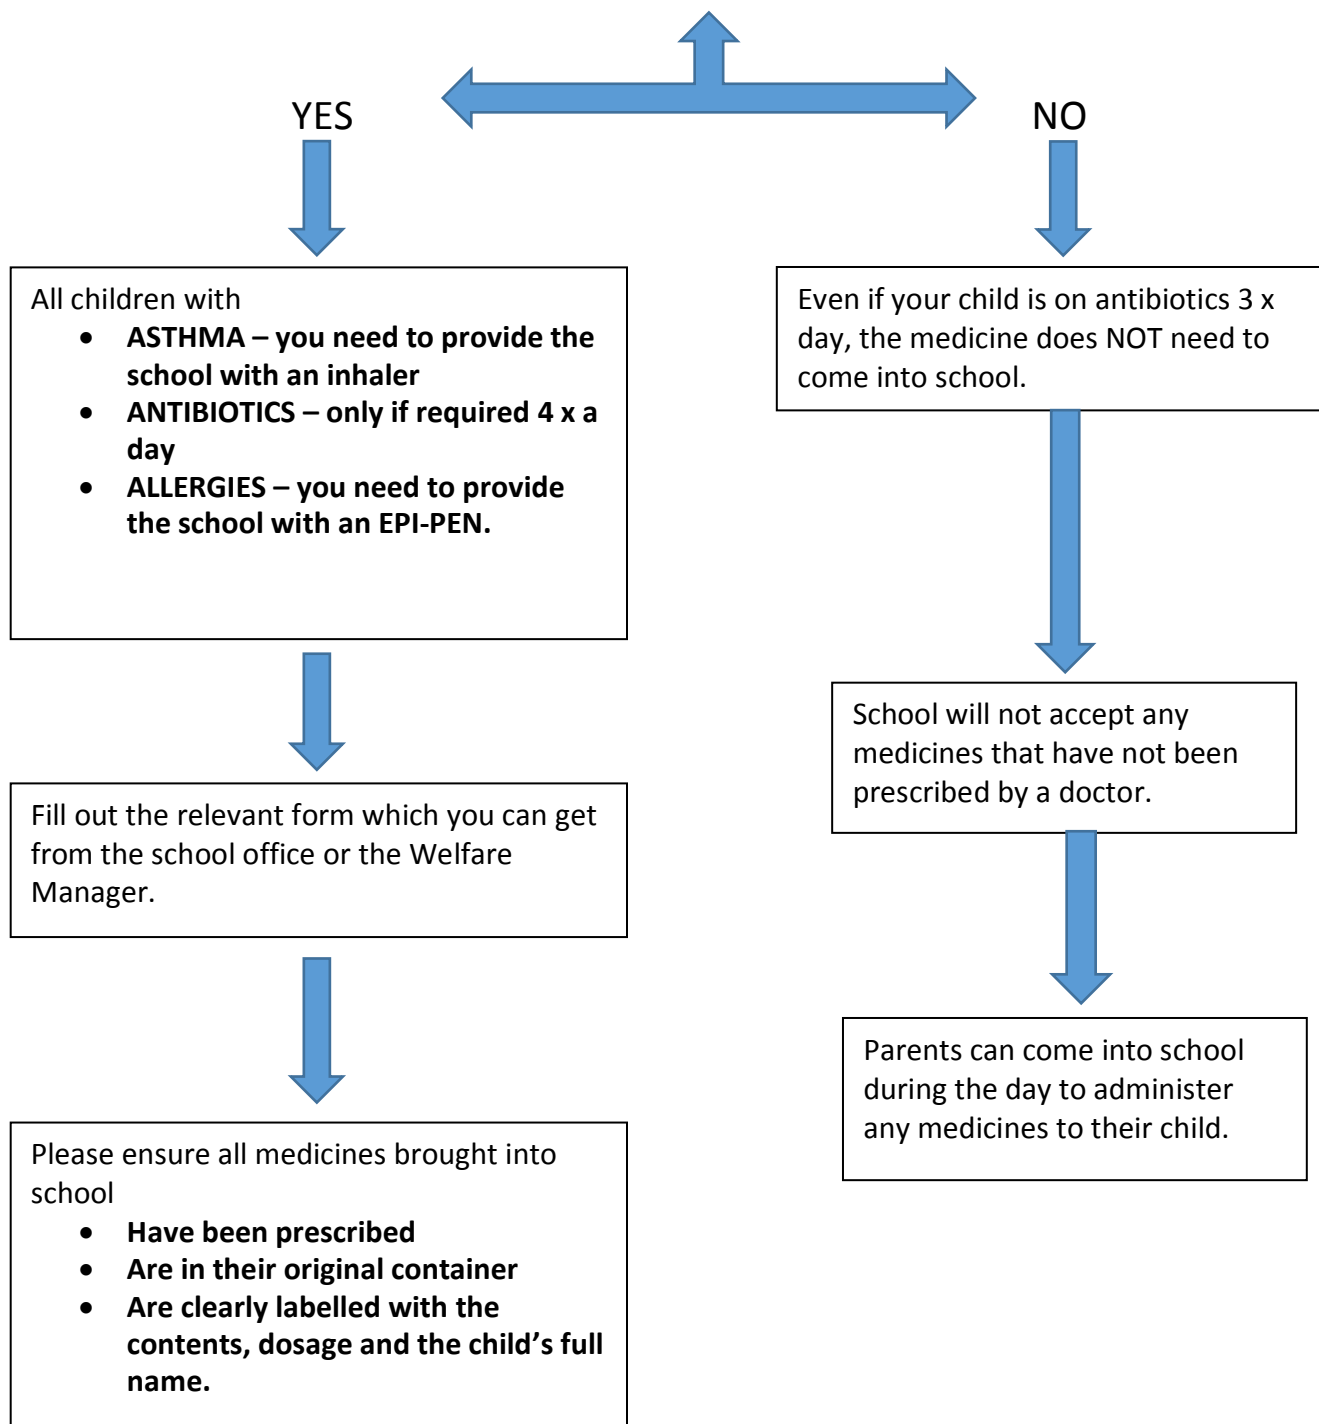 YES
NO
All children with
• ASTHMA – you need to provide the
school with an inhaler
• ANTIBIOTICS – only if required 4 x a
day
• ALLERGIES – you need to provide
the school with an EPI-PEN.
Even if your child is on antibiotics 3 x
day, the medicine does NOT need to
come into school.
School will not accept any
medicines that have not been
prescribed by a doctor.
Fill out the relevant form which you can get
from the school office or the Welfare
Manager.
Parents can come into school
during the day to administer
any medicines to their child.
Please ensure all medicines brought into
school
• Have been prescribed
• Are in their original container
• Are clearly labelled with the
contents, dosage and the child’s full
name.